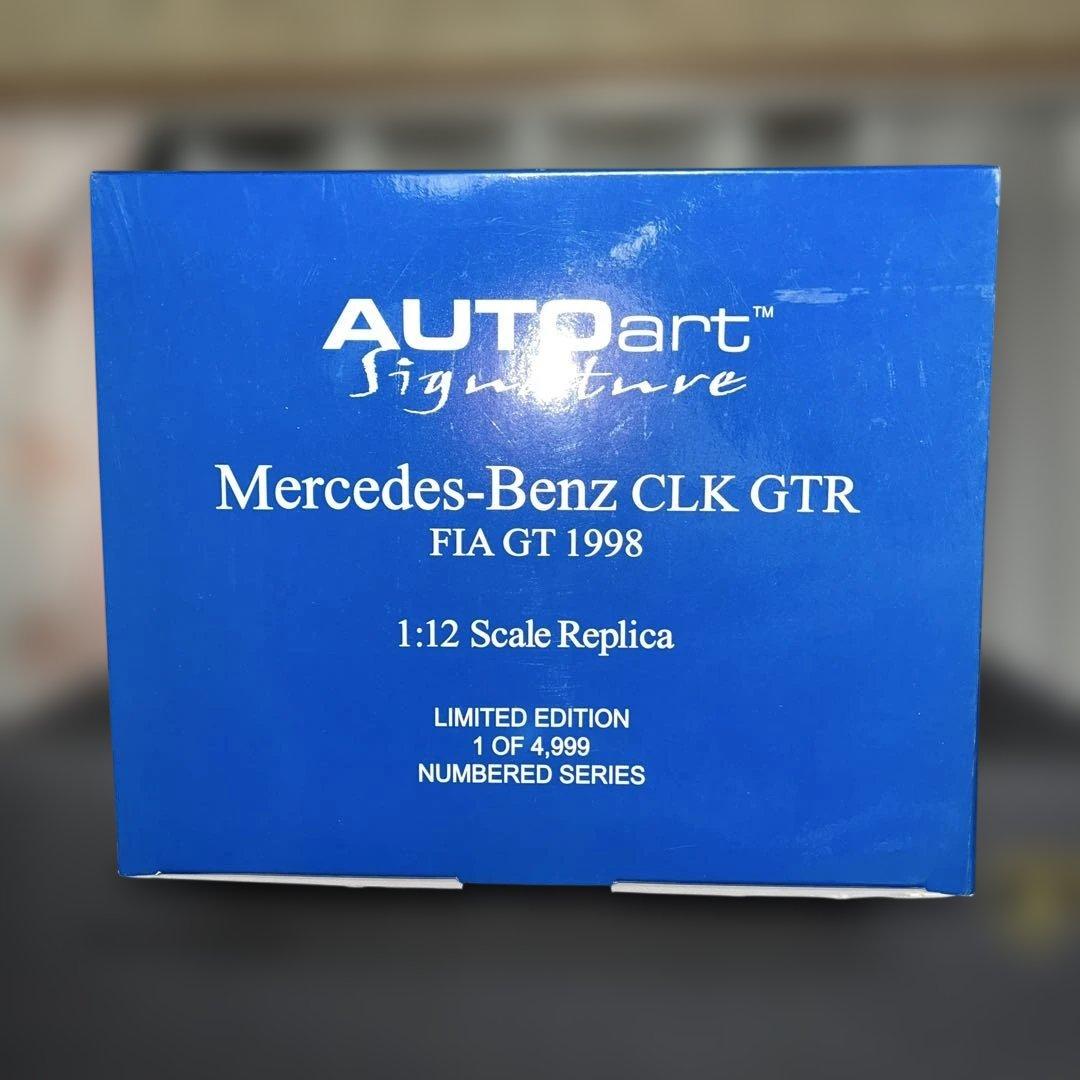 AUTOart™
Signature
Mercedes-Benz CLK GTR
FIA GT 1998
1:12 Scale Replica
LIMITED EDITION
1 OF 4,999
NUMBERED SERIES